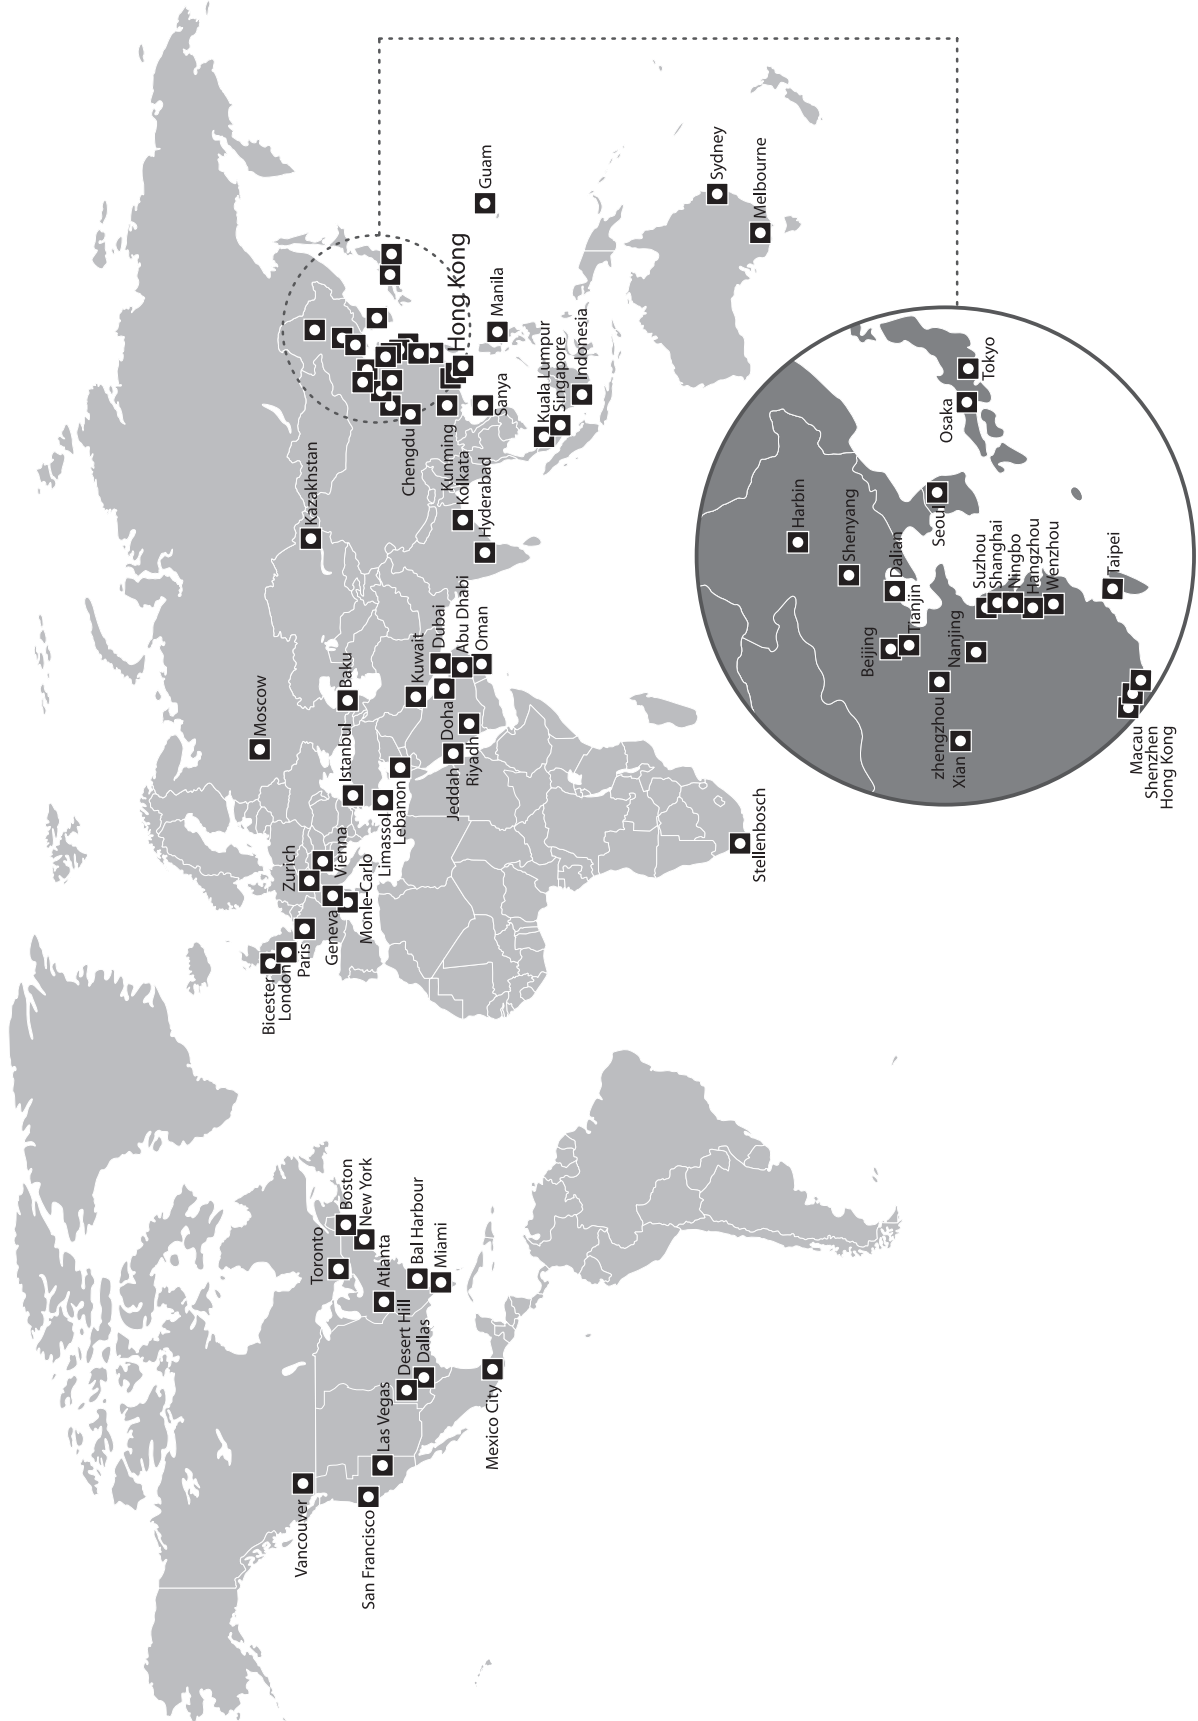 Vancouver
San Francisco
Las Vegas
Desert Hill
Dallas
Mexico City
Toronto
Boston
New York
Atlanta
Bal Harbour
Miami
Bicester
London
Paris
Zurich
Geneva
Vienna
Monle-Carlo
Moscow
Istanbul
Baku
Limassol
Lebanon
Kuwait
Dubai
Abu Dhabi
Oman
Doha
Jeddah
Riyadh
Stellenbosch
Kazakhstan
Chengdu
Kunming
Kolkata
Hyderabad
Hong Kong
Sanya
Manila
Guam
Kuala Lumpur
Singapore
Indonesia
Sydney
Melbourne
Harbin
Shenyang
Dalian
Beijing
Tianjin
Seoul
Osaka
Tokyo
zhengzhou
Xian
Nanjing
Suzhou
Shanghai
Ningbo
Hangzhou
Wenzhou
Taipei
Macau
Shenzhen
Hong Kong